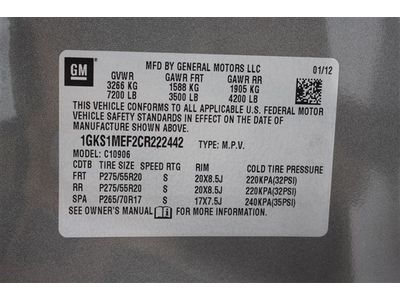 GM
MFD BY GENERAL MOTORS LLC
01/12
GVWR GAWR FRT GAWR RR
3266 KG 1588 KG 1905 KG
7200 LB 3500 LB 4200 LB
THIS VEHICLE CONFORMS TO ALL APPLICABLE U.S. FEDERAL MOTOR
VEHICLE SAFETY STANDARDS IN EFFECT ON THE DATE OF
MANUFACTURE SHOWN ABOVE.
1GKS1MEF2CR222442 TYPE: M.P.V.
MODEL: C10906
CDTB TIRE SIZE SPEED RTG RIM COLD TIRE PRESSURE
FRT P275/55R20 S 20X8.5J 220KPA(32PSI)
RR P275/55R20 S 20X8.5J 220KPA(32PSI)
SPA P265/70R17 S 17X7.5J 240KPA(35PSI)
SEE OWNER'S MANUAL FOR MORE INFORMATION.